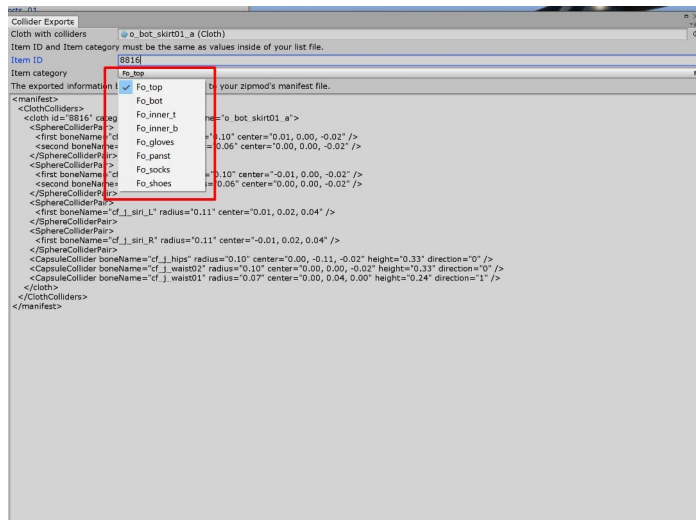 Collider Exporte
Cloth with colliders o_bot_skirt01_a (Cloth)
Item ID and Item category must be the same as values inside of your list file.
Item ID 8816
Item category Fo_top
The exported information to your zipmod's manifest file.
Fo_top
Fo_bot
Fo_inner_t
Fo_inner_b
Fo_gloves
Fo_panst
Fo_socks
Fo_shoes
<manifest>
<ClothColliders>
<cloth id="8816" categ ne="o_bot_skirt01_a">
<SphereColliderPair>
<first boneName="cf "0.10" center="0.01, 0.00, -0.02" />
<second boneName= "0.06" center="0.00, 0.00, -0.02" />
</SphereColliderPair>
<SphereColliderPair>
<first boneName="cf "0.10" center="-0.01, 0.00, -0.02" />
<second boneName= "0.06" center="0.00, 0.00, -0.02" />
</SphereColliderPair>
<SphereColliderPair>
<first boneName="cf_j_siri_L" radius="0.11" center="0.01, 0.02, 0.04" />
</SphereColliderPair>
<SphereColliderPair>
<first boneName="cf_j_siri_R" radius="0.11" center="-0.01, 0.02, 0.04" />
</SphereColliderPair>
<CapsuleCollider boneName="cf_j_hips" radius="0.10" center="0.00, -0.11, -0.02" height="0.33" direction="0" />
<CapsuleCollider boneName="cf_j_waist02" radius="0.10" center="0.00, 0.00, -0.02" height="0.33" direction="0" />
<CapsuleCollider boneName="cf_j_waist01" radius="0.07" center="0.00, 0.04, 0.00" height="0.24" direction="1" />
</cloth>
</ClothColliders>
</manifest>